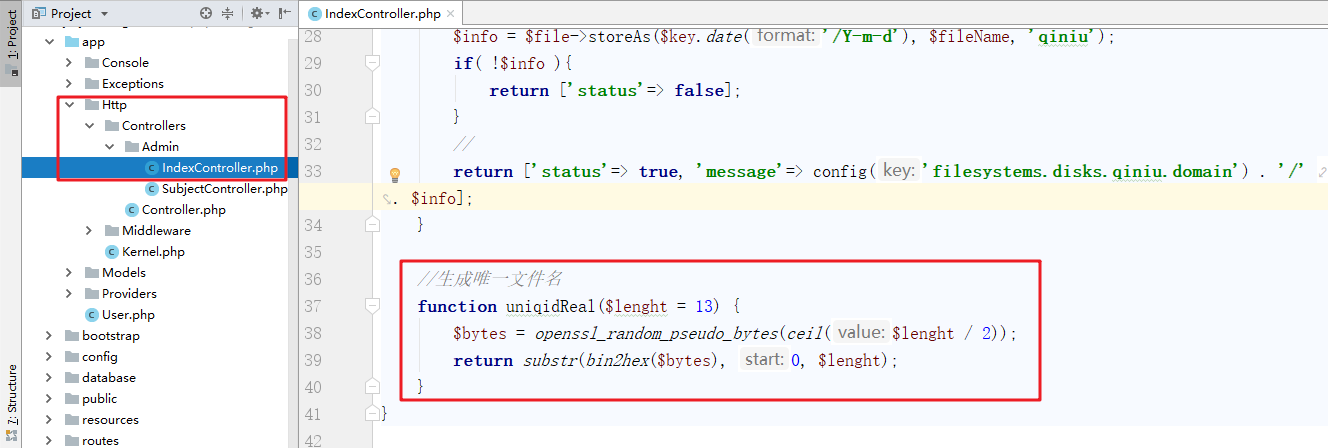 Project
IndexController.php
1: Project
7: Structure
app
Console
Exceptions
Http
Controllers
Admin
IndexController.php
SubjectController.php
Controller.php
Middleware
Kernel.php
Models
Providers
User.php
bootstrap
config
database
public
resources
routes
28 $info = $file->storeAs($key.date( format: '/Y-m-d'), $fileName, 'qiniu');
29 if( !$info ){
30 return ['status'=> false];
31 }
32 //
33 return ['status'=> true, 'message'=> config( key: 'filesystems.disks.qiniu.domain') . '/'
. $info];
34 }
35
36 //生成唯一文件名
37 function uniqidReal($lenght = 13) {
38 $bytes = openssl_random_pseudo_bytes(ceil( value: $lenght / 2));
39 return substr(bin2hex($bytes), start: 0, $lenght);
40 }
41 }
42